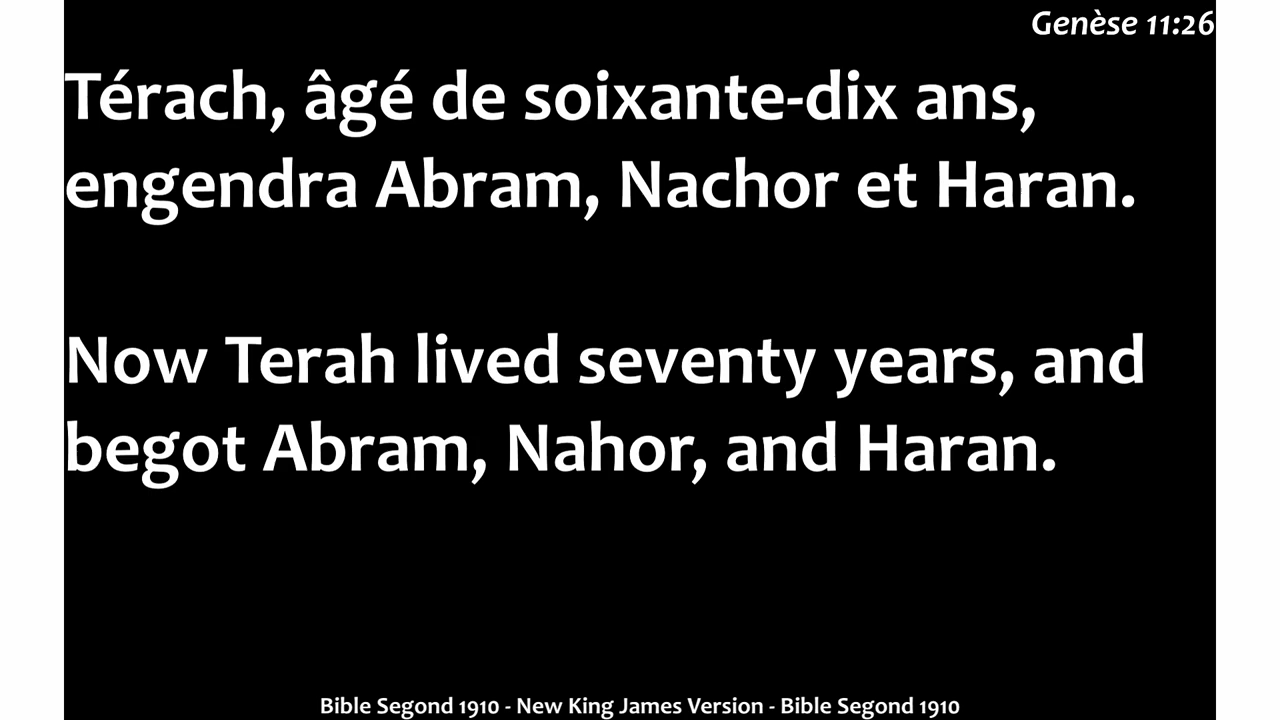 Genèse 11:26
Térach, âgé de soixante-dix ans,
engendra Abram, Nachor et Haran.
Now Terah lived seventy years, and
begot Abram, Nahor, and Haran.
Bible Segond 1910 - New King James Version - Bible Segond 1910